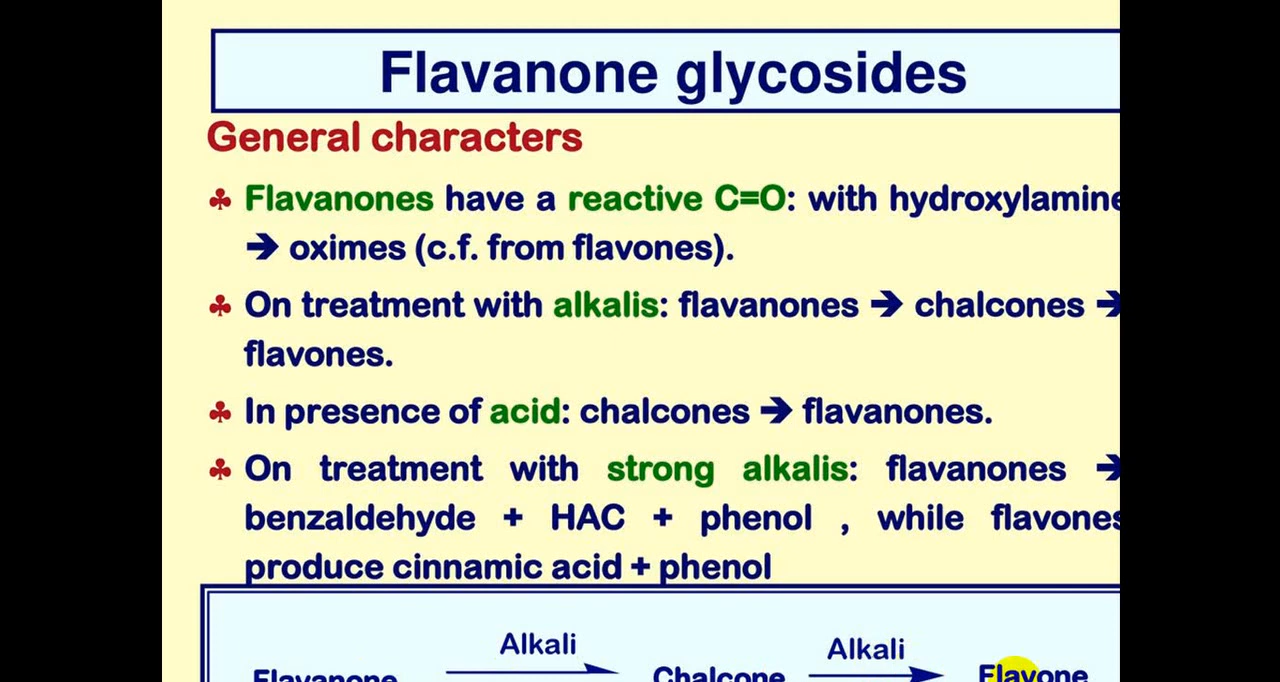 Flavanone glycosides
General characters
♣ Flavanones have a reactive C=O: with hydroxylamine
➔ oximes (c.f. from flavones).
♣ On treatment with alkalis: flavanones ➔ chalcones ➔
flavones.
♣ In presence of acid: chalcones ➔ flavanones.
♣ On treatment with strong alkalis: flavanones ➔
benzaldehyde + HAC + phenol , while flavones
produce cinnamic acid + phenol
Alkali Alkali
Flavanone Chalcone Flavone